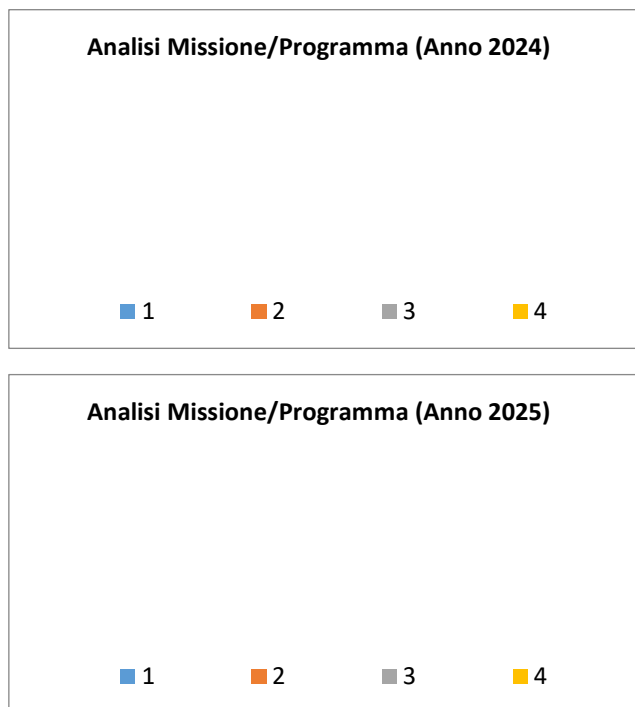 Analisi Missione/Programma (Anno 2024)
1 2 3 4
Analisi Missione/Programma (Anno 2025)
1 2 3 4